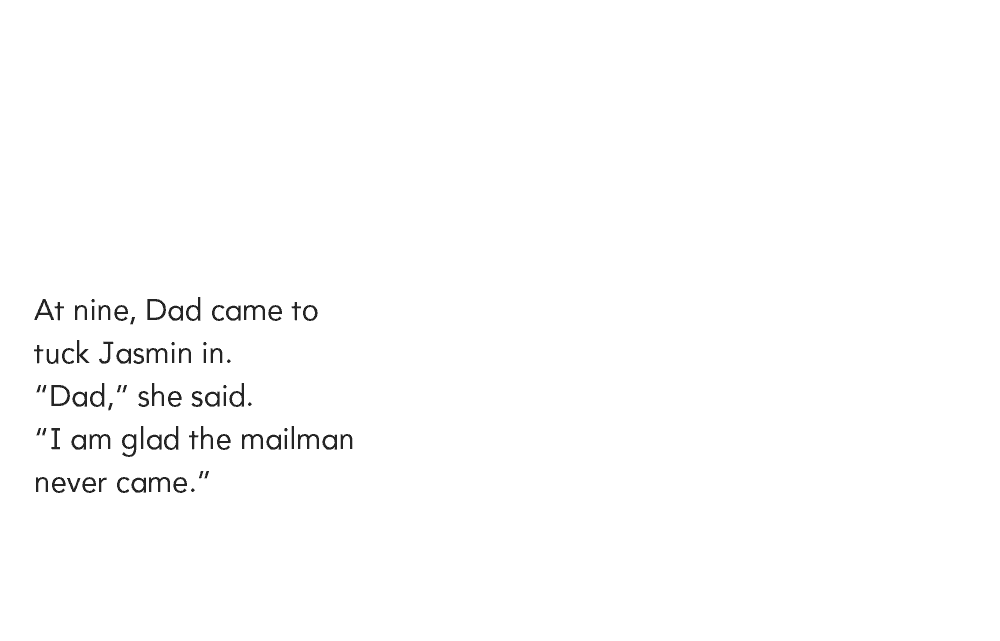 At nine, Dad came to
tuck Jasmin in.
“Dad,” she said.
“I am glad the mailman
never came.”